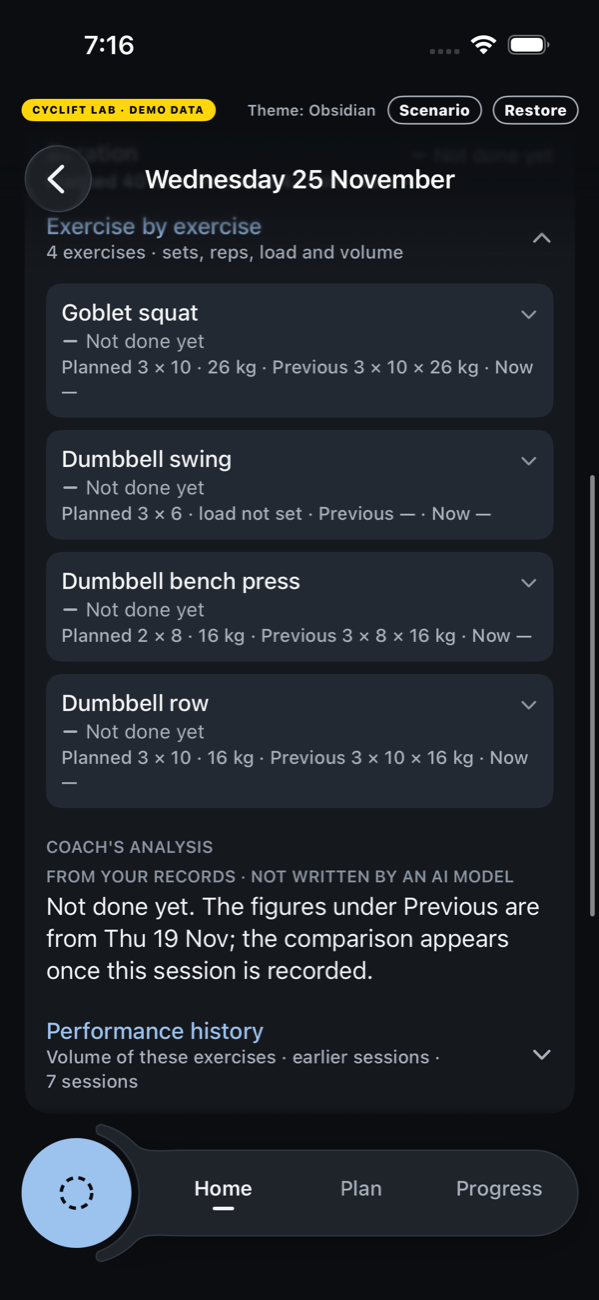 7:16
CYCLIFT LAB · DEMO DATA
Theme: Obsidian
Scenario
Restore
Wednesday 25 November
Exercise by exercise
4 exercises · sets, reps, load and volume
Goblet squat
— Not done yet
Planned 3 × 10 · 26 kg · Previous 3 × 10 × 26 kg · Now
—
Dumbbell swing
— Not done yet
Planned 3 × 6 · load not set · Previous — · Now —
Dumbbell bench press
— Not done yet
Planned 2 × 8 · 16 kg · Previous 3 × 8 × 16 kg · Now —
Dumbbell row
— Not done yet
Planned 3 × 10 · 16 kg · Previous 3 × 10 × 16 kg · Now
—
COACH'S ANALYSIS
FROM YOUR RECORDS · NOT WRITTEN BY AN AI MODEL
Not done yet. The figures under Previous are
from Thu 19 Nov; the comparison appears
once this session is recorded.
Performance history
Volume of these exercises · earlier sessions ·
7 sessions
Home
Plan
Progress